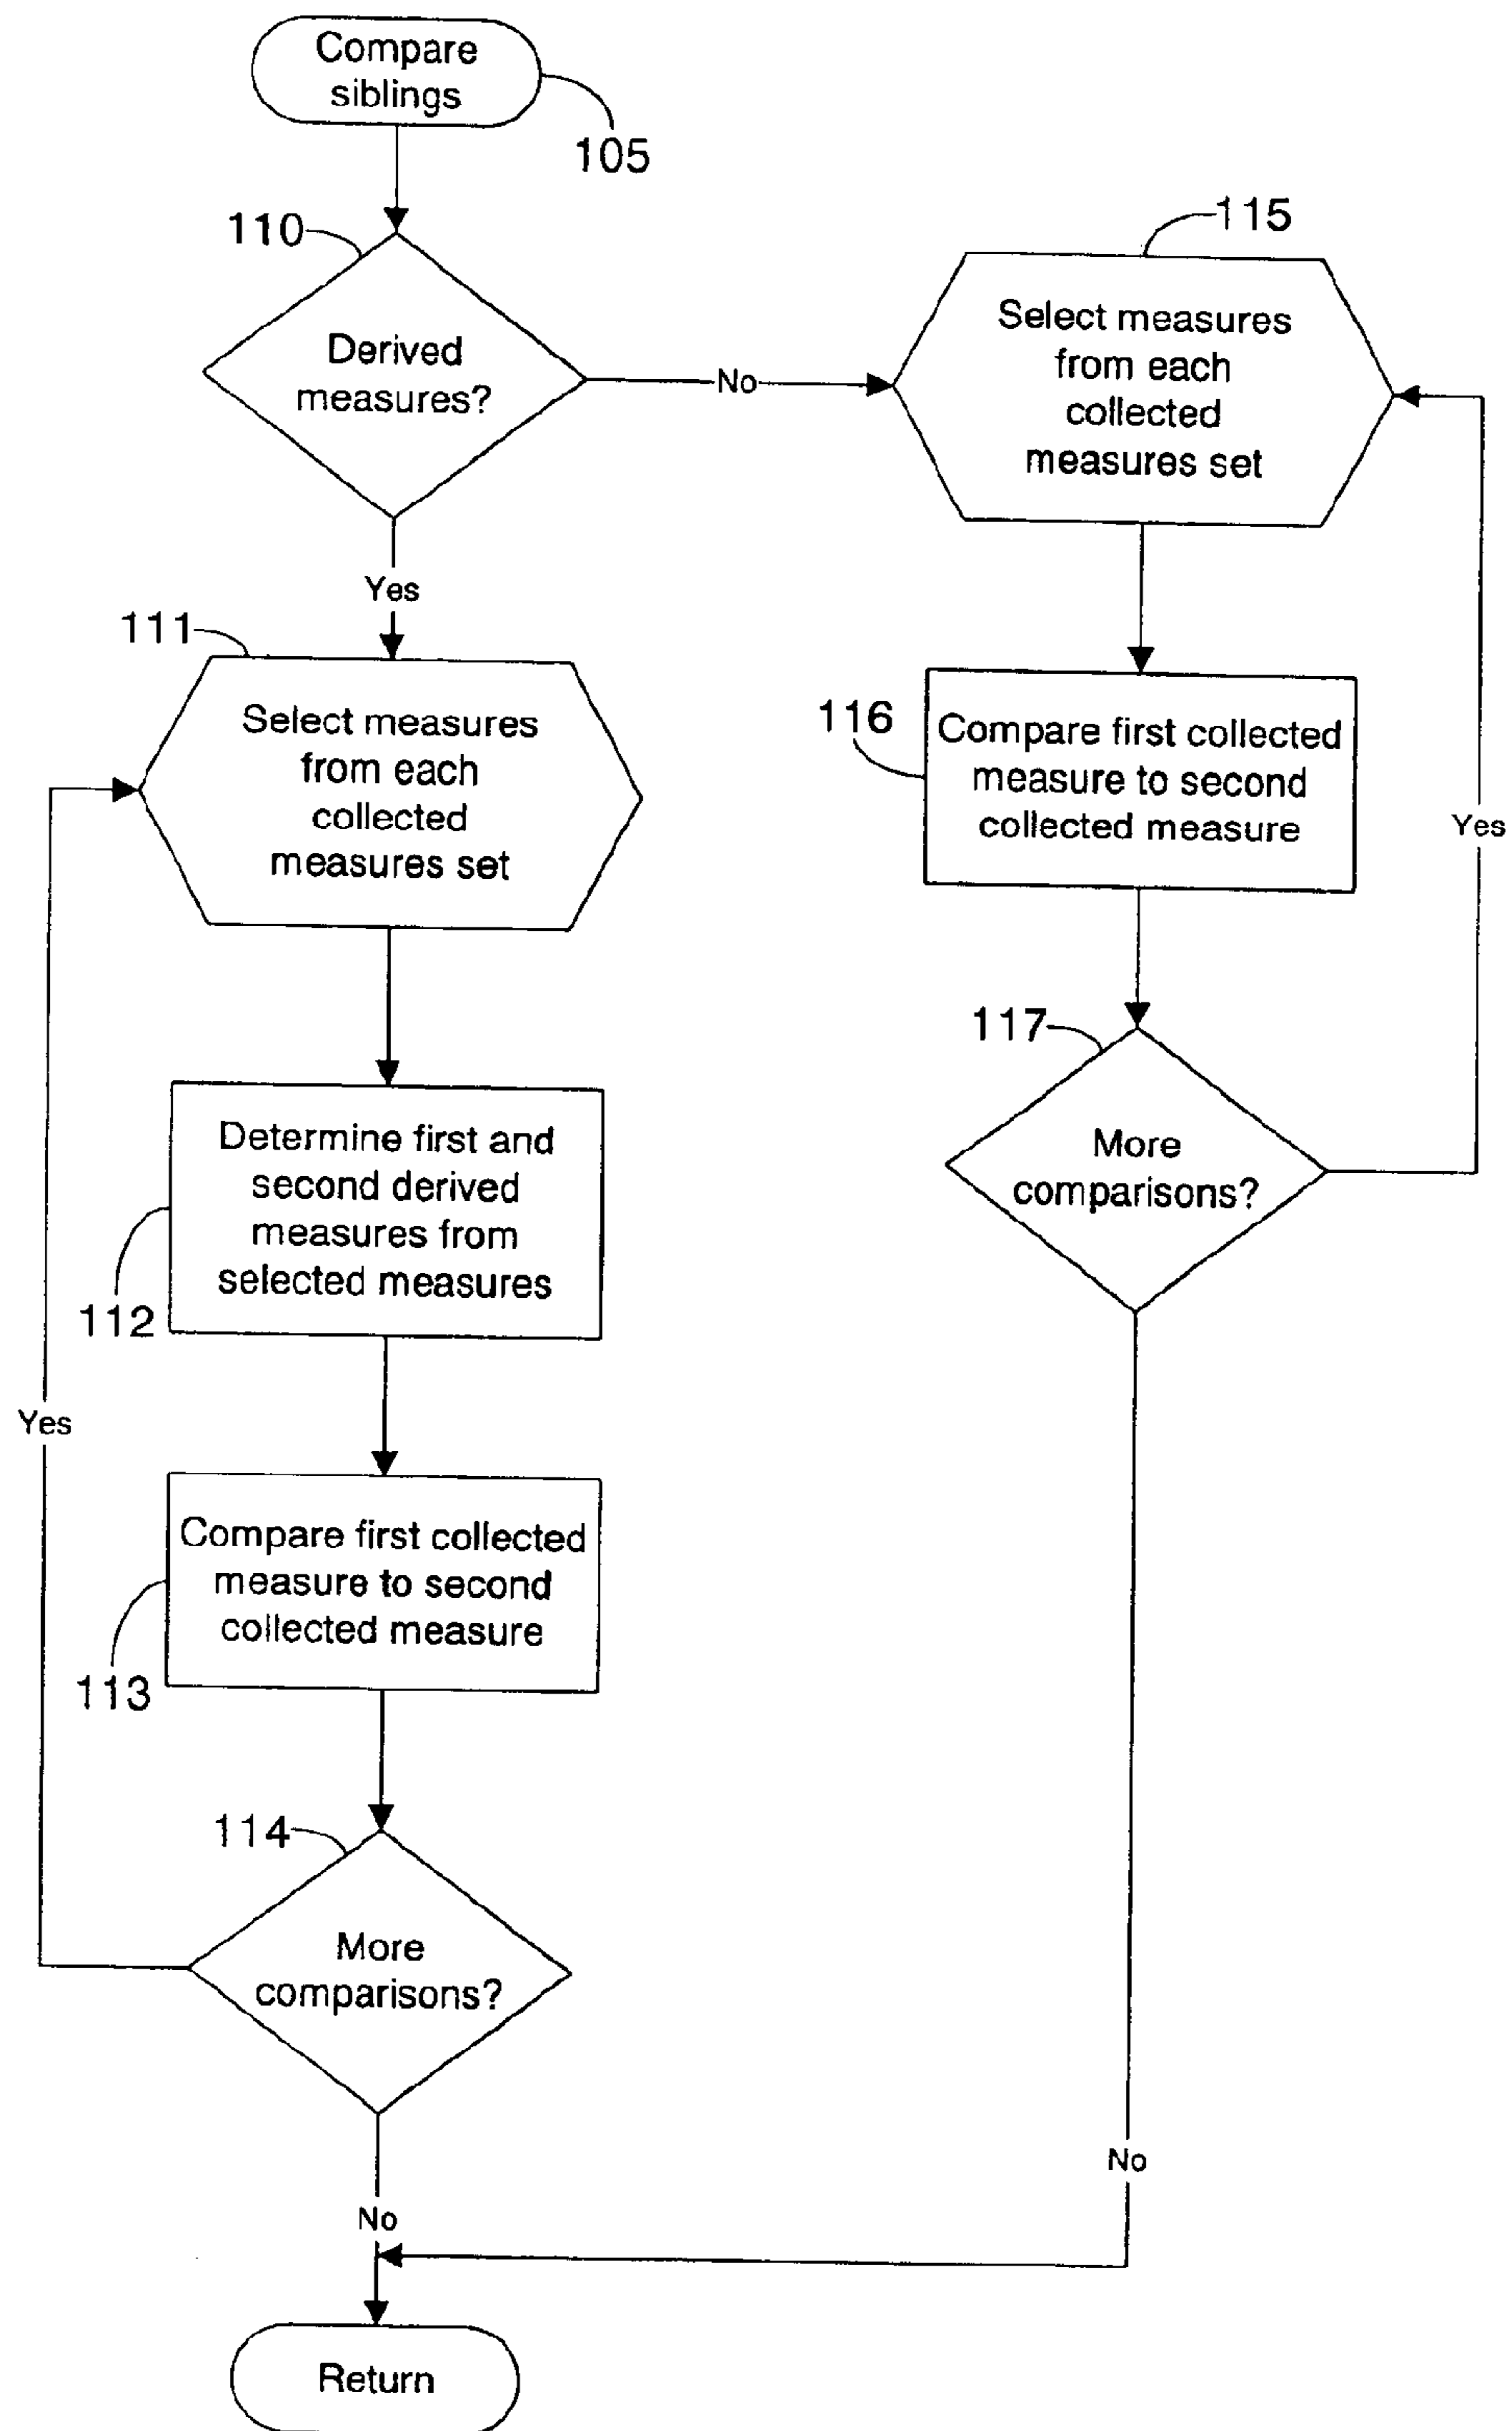 Compare
siblings
105
110
Derived
measures?
No
Yes
115
Select measures
from each
collected
measures set
111
Select measures
from each
collected
measures set
116
Compare first collected
measure to second
collected measure
Yes
117
More
comparisons?
112
Determine first and
second derived
measures from
selected measures
Yes
113
Compare first collected
measure to second
collected measure
114
More
comparisons?
No
No
Return